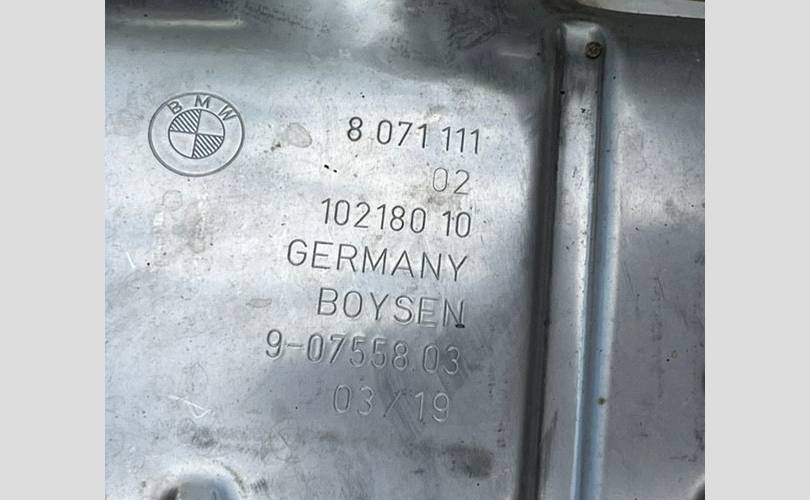 BMW
8 071 111
02
102180 10
GERMANY
BOYSEN
9-07558.03
03/19